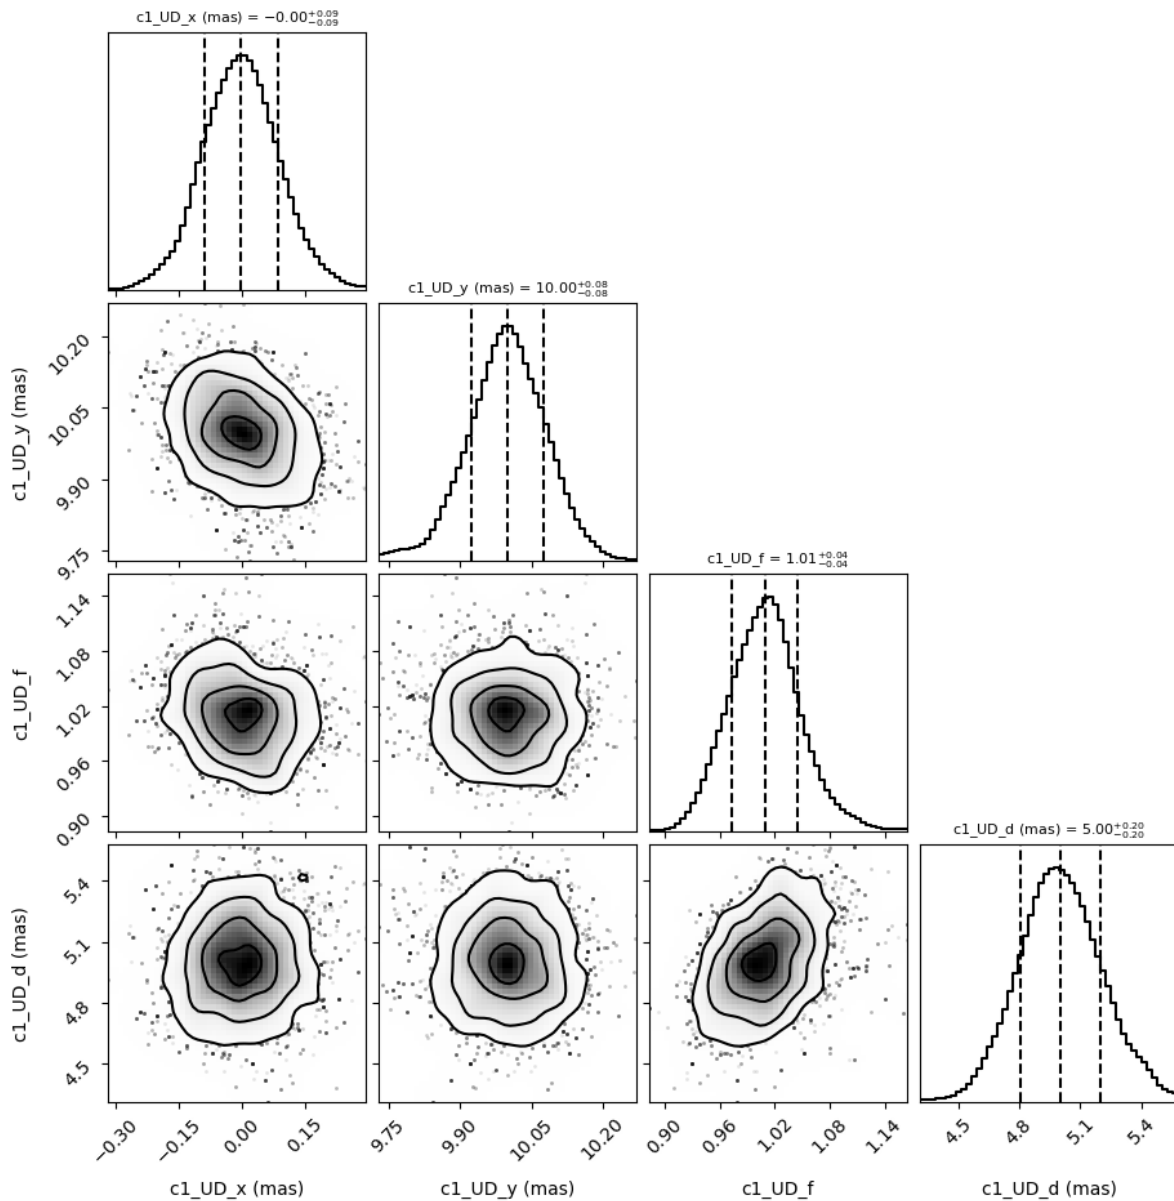 c1_UD_x (mas) = −0.00+0.09−0.09
10.20
10.05
9.90
9.75
c1_UD_y (mas)
c1_UD_y (mas) = 10.00+0.08−0.08
1.14
1.08
1.02
0.96
0.90
c1_UD_f
c1_UD_f = 1.01+0.04−0.04
5.4
5.1
4.8
4.5
c1_UD_d (mas)
c1_UD_d (mas) = 5.00+0.20−0.20
−0.30 −0.15 0.00 0.15
9.75 9.90 10.05 10.20
0.90 0.96 1.02 1.08 1.14
4.5 4.8 5.1 5.4
c1_UD_x (mas)
c1_UD_y (mas)
c1_UD_f
c1_UD_d (mas)